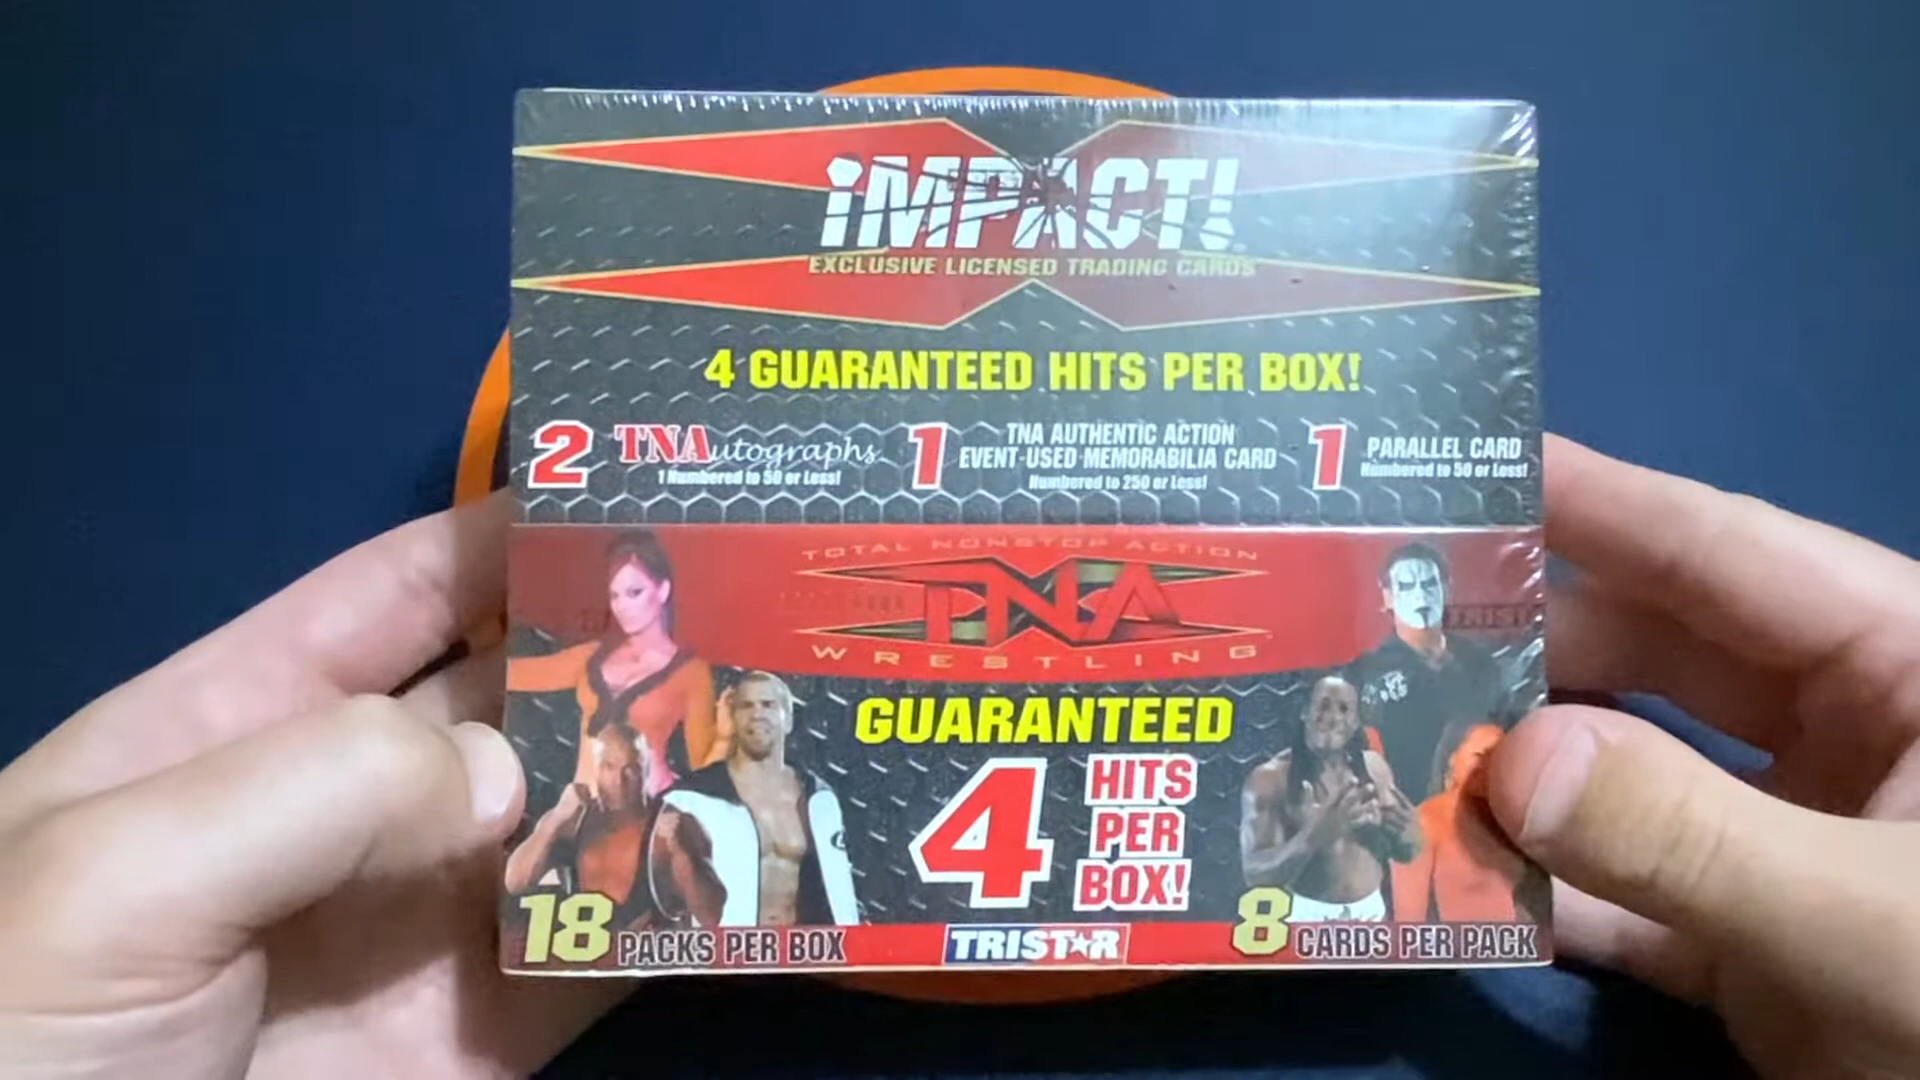 iMPACT!
EXCLUSIVE LICENSED TRADING CARDS
4 GUARANTEED HITS PER BOX!
2 TNAutographs
1 Numbered to 50 or Less!
1 TNA AUTHENTIC ACTION
EVENT-USED MEMORABILIA CARD
Numbered to 250 or Less!
1 PARALLEL CARD
Numbered to 50 or Less!
TOTAL NONSTOP ACTION
TNA
WRESTLING
GUARANTEED
4 HITS
PER
BOX!
18 PACKS PER BOX
TRISTAR
8 CARDS PER PACK